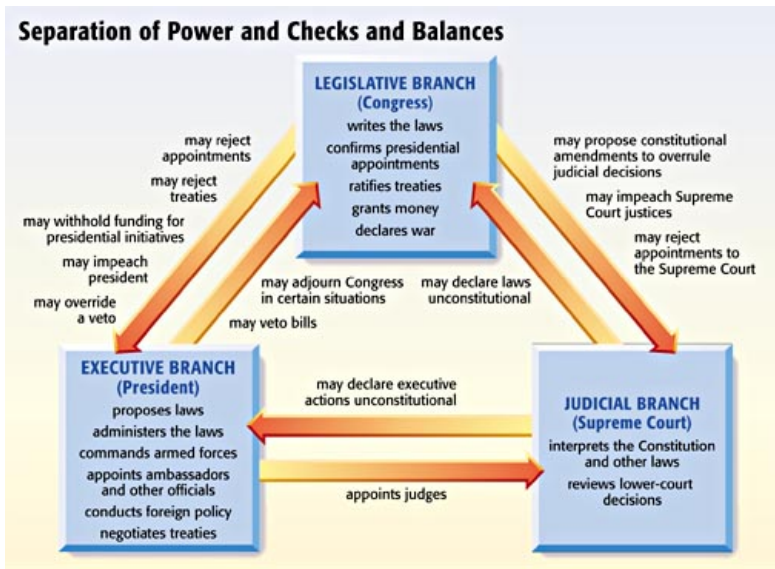 Separation of Power and Checks and Balances
LEGISLATIVE BRANCH
(Congress)
writes the laws
confirms presidential
appointments
ratifies treaties
grants money
declares war
may reject
appointments
may reject
treaties
may withhold funding for
presidential initiatives
may impeach
president
may override
a veto
may propose constitutional
amendments to overrule
judicial decisions
may impeach Supreme
Court justices
may reject
appointments to
the Supreme Court
may adjourn Congress
in certain situations
may veto bills
may declare laws
unconstitutional
EXECUTIVE BRANCH
(President)
proposes laws
administers the laws
commands armed forces
appoints ambassadors
and other officials
conducts foreign policy
negotiates treaties
may declare executive
actions unconstitutional
appoints judges
JUDICIAL BRANCH
(Supreme Court)
interprets the Constitution
and other laws
reviews lower-court
decisions